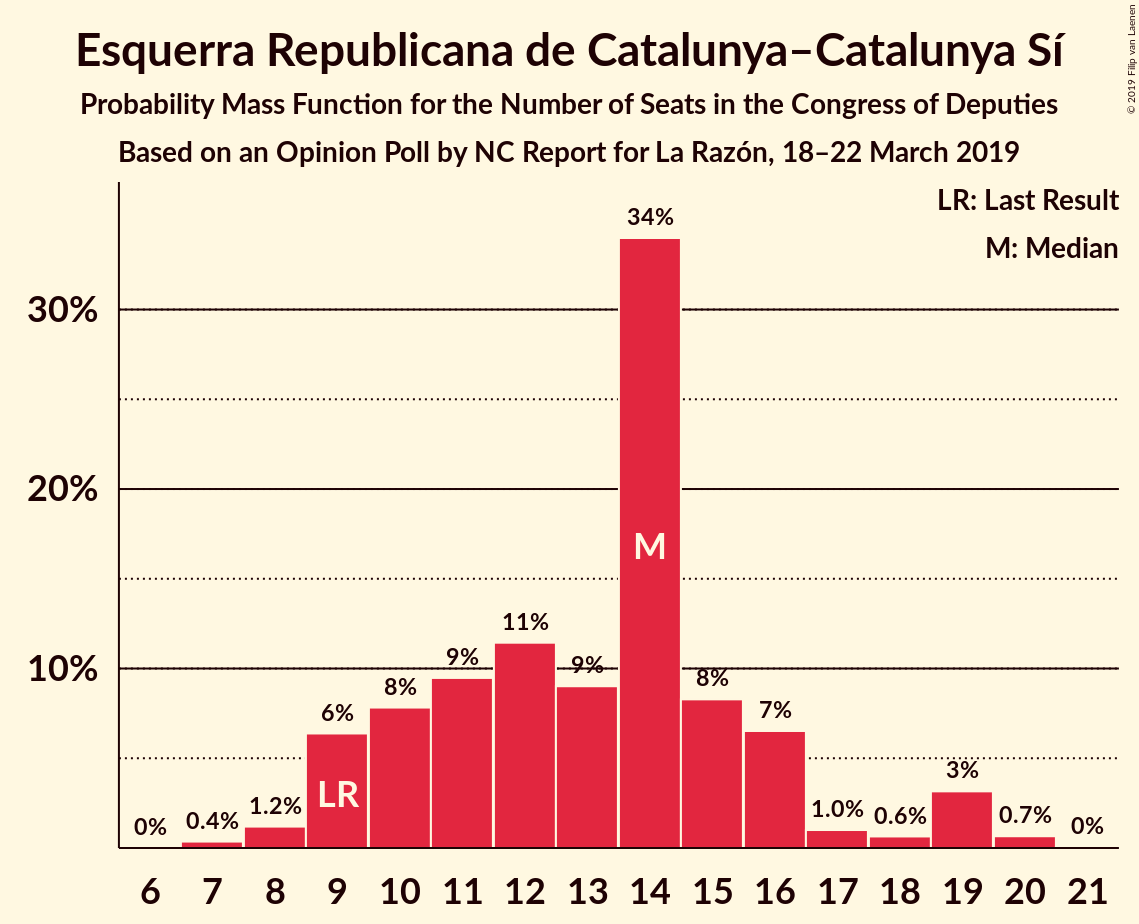 Esquerra Republicana de Catalunya–Catalunya Sí
Probability Mass Function for the Number of Seats in the Congress of Deputies
Based on an Opinion Poll by NC Report for La Razón, 18–22 March 2019
© 2019 Filip van Laenen
LR: Last Result
M: Median
30%
20%
10%
0%
0.4%
1.2%
6%
8%
9%
11%
9%
34%
8%
7%
1.0%
0.6%
3%
0.7%
0%
LR
M
6 7 8 9 10 11 12 13 14 15 16 17 18 19 20 21